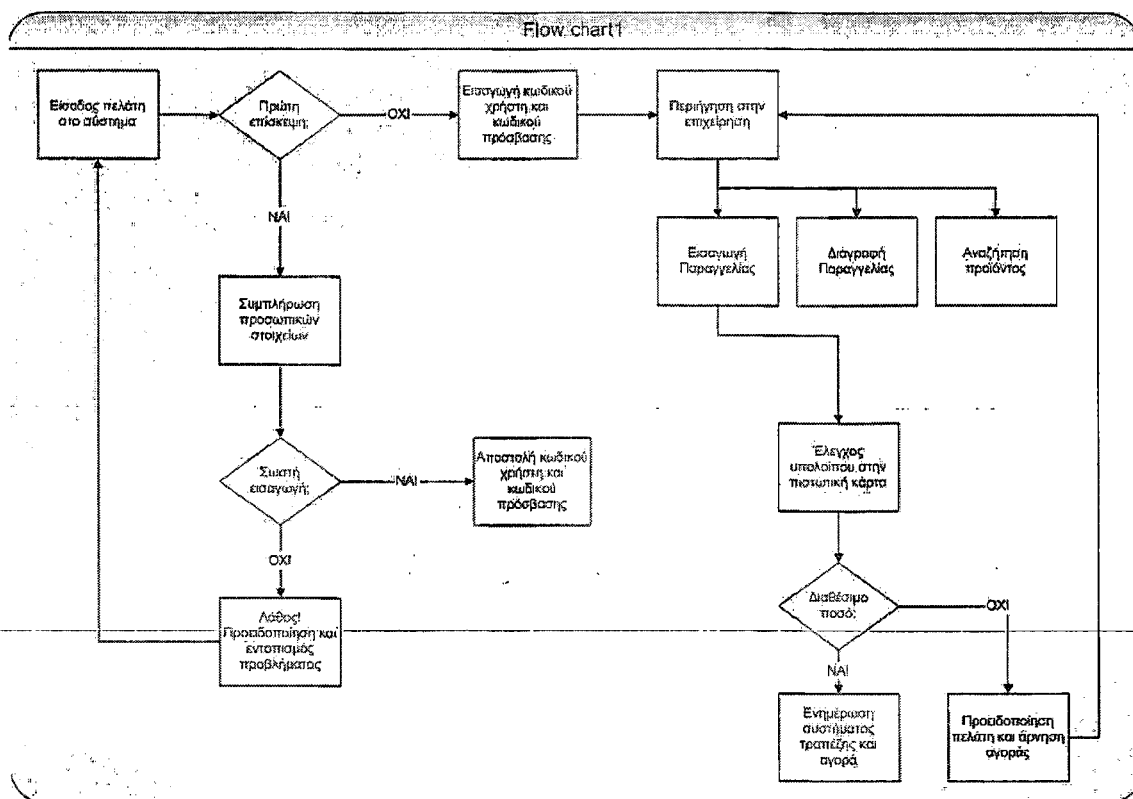 Flow chart1
Είσοδος πελάτη
στο σύστημα
Πρώτη
επίσκεψη;
ΟΧΙ
Εισαγωγή κωδικού
χρήστη και
κωδικού
πρόσβασης
Περιήγηση στην
επιχείρηση
ΝΑΙ
Εισαγωγή
Παραγγελίας
Διαγραφή
Παραγγελίας
Αναζήτηση
προϊόντος
Συμπλήρωση
προσωπικών
στοιχείων
Σωστή
εισαγωγή;
ΝΑΙ
Αποστολή κωδικού
χρήστη και
κωδικού
πρόσβασης
Έλεγχος
υπολοίπου στην
πιστωτική κάρτα
ΟΧΙ
Λάθος!
Προειδοποίηση και
εντοπισμός
προβλήματος
Διαθέσιμο
ποσό;
ΟΧΙ
ΝΑΙ
Ενημέρωση
συστήματος
τραπέζης και
αγορά
Προειδοποίηση
πελάτη και άρνηση
αγοράς